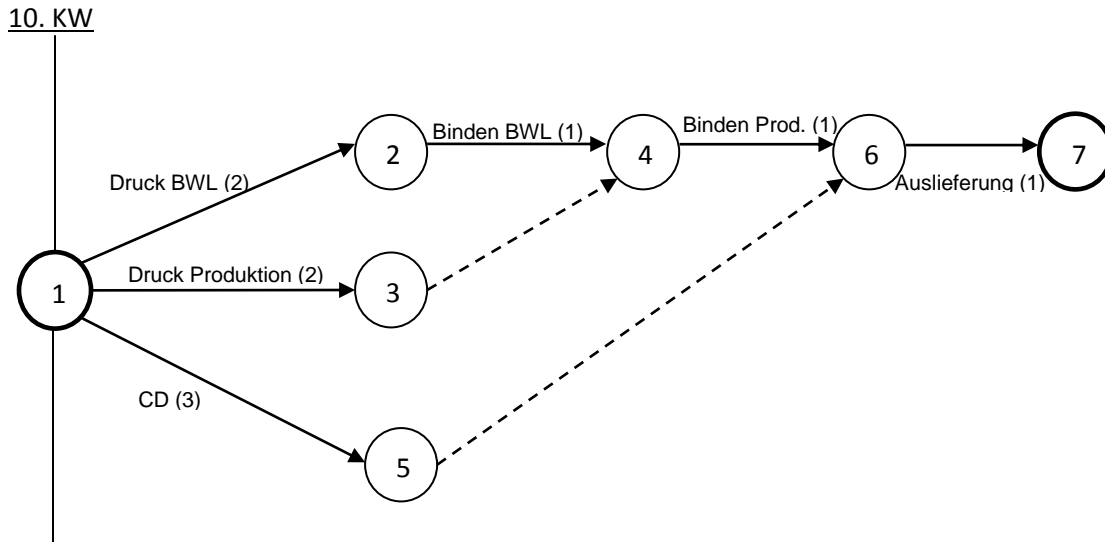 10. KW
Binden BWL (1)
Binden Prod. (1)
2
4
6
7
Druck BWL (2)
Auslieferung (1)
Druck Produktion (2)
1
3
CD (3)
5